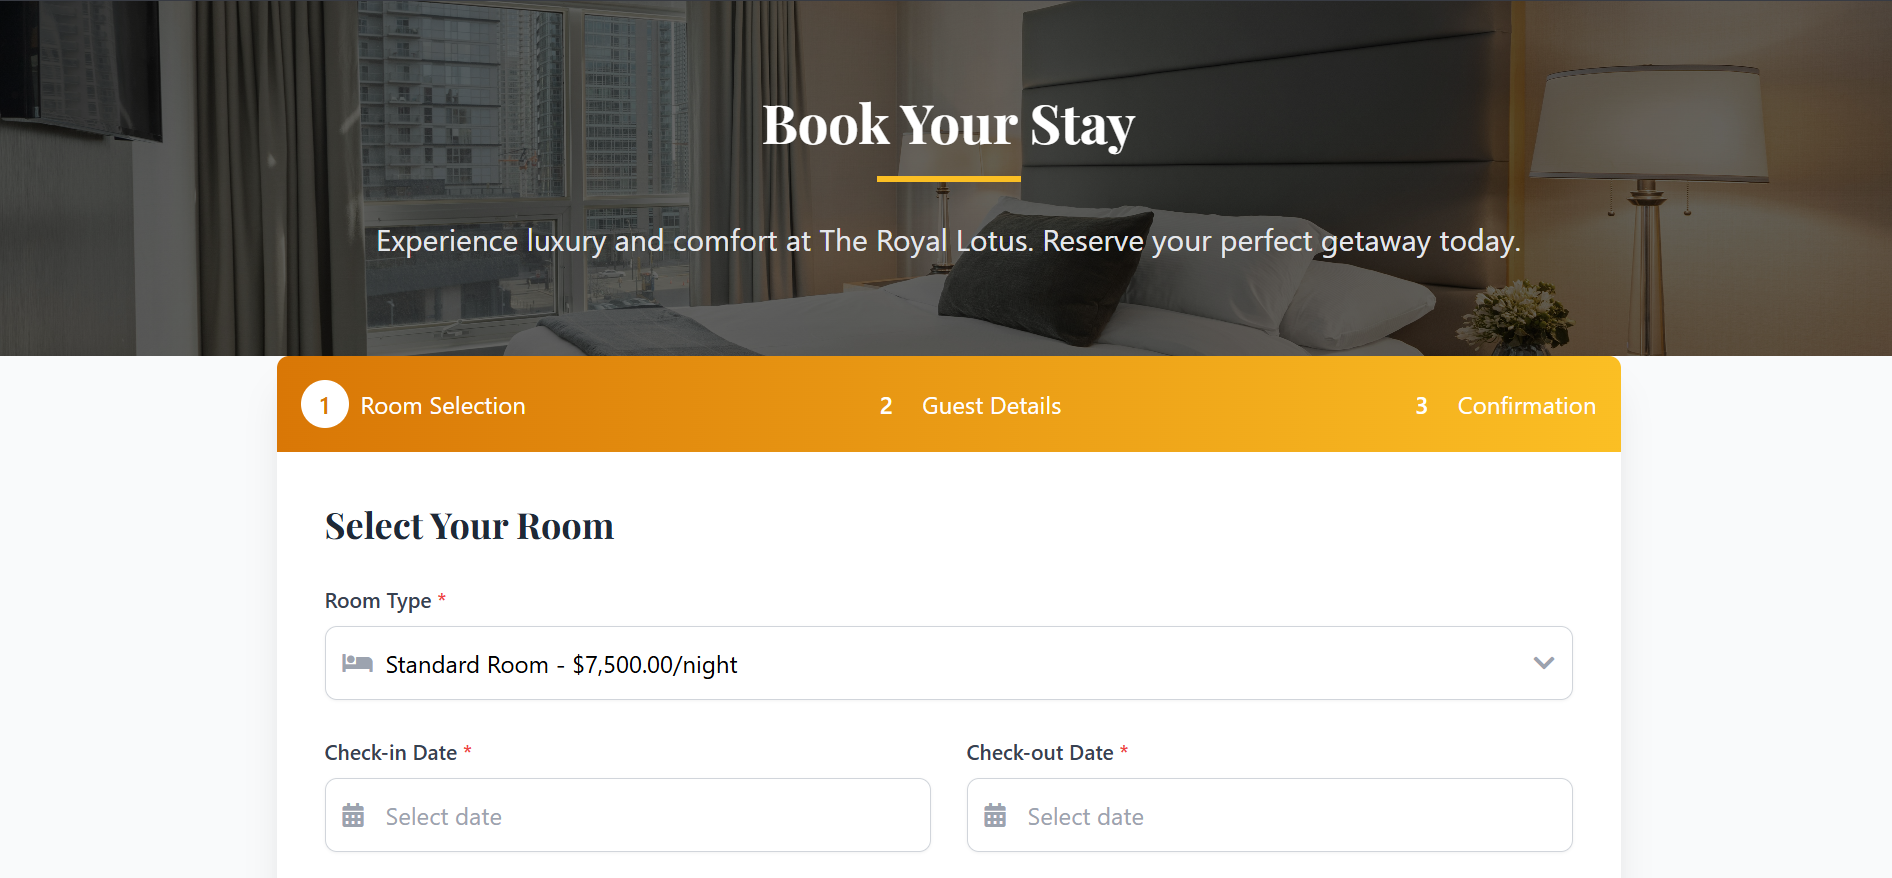 Book Your Stay
Experience luxury and comfort at The Royal Lotus. Reserve your perfect getaway today.
1 Room Selection 2 Guest Details 3 Confirmation
Select Your Room
Room Type *
Standard Room - $7,500.00/night
Check-in Date * Check-out Date *
Select date Select date